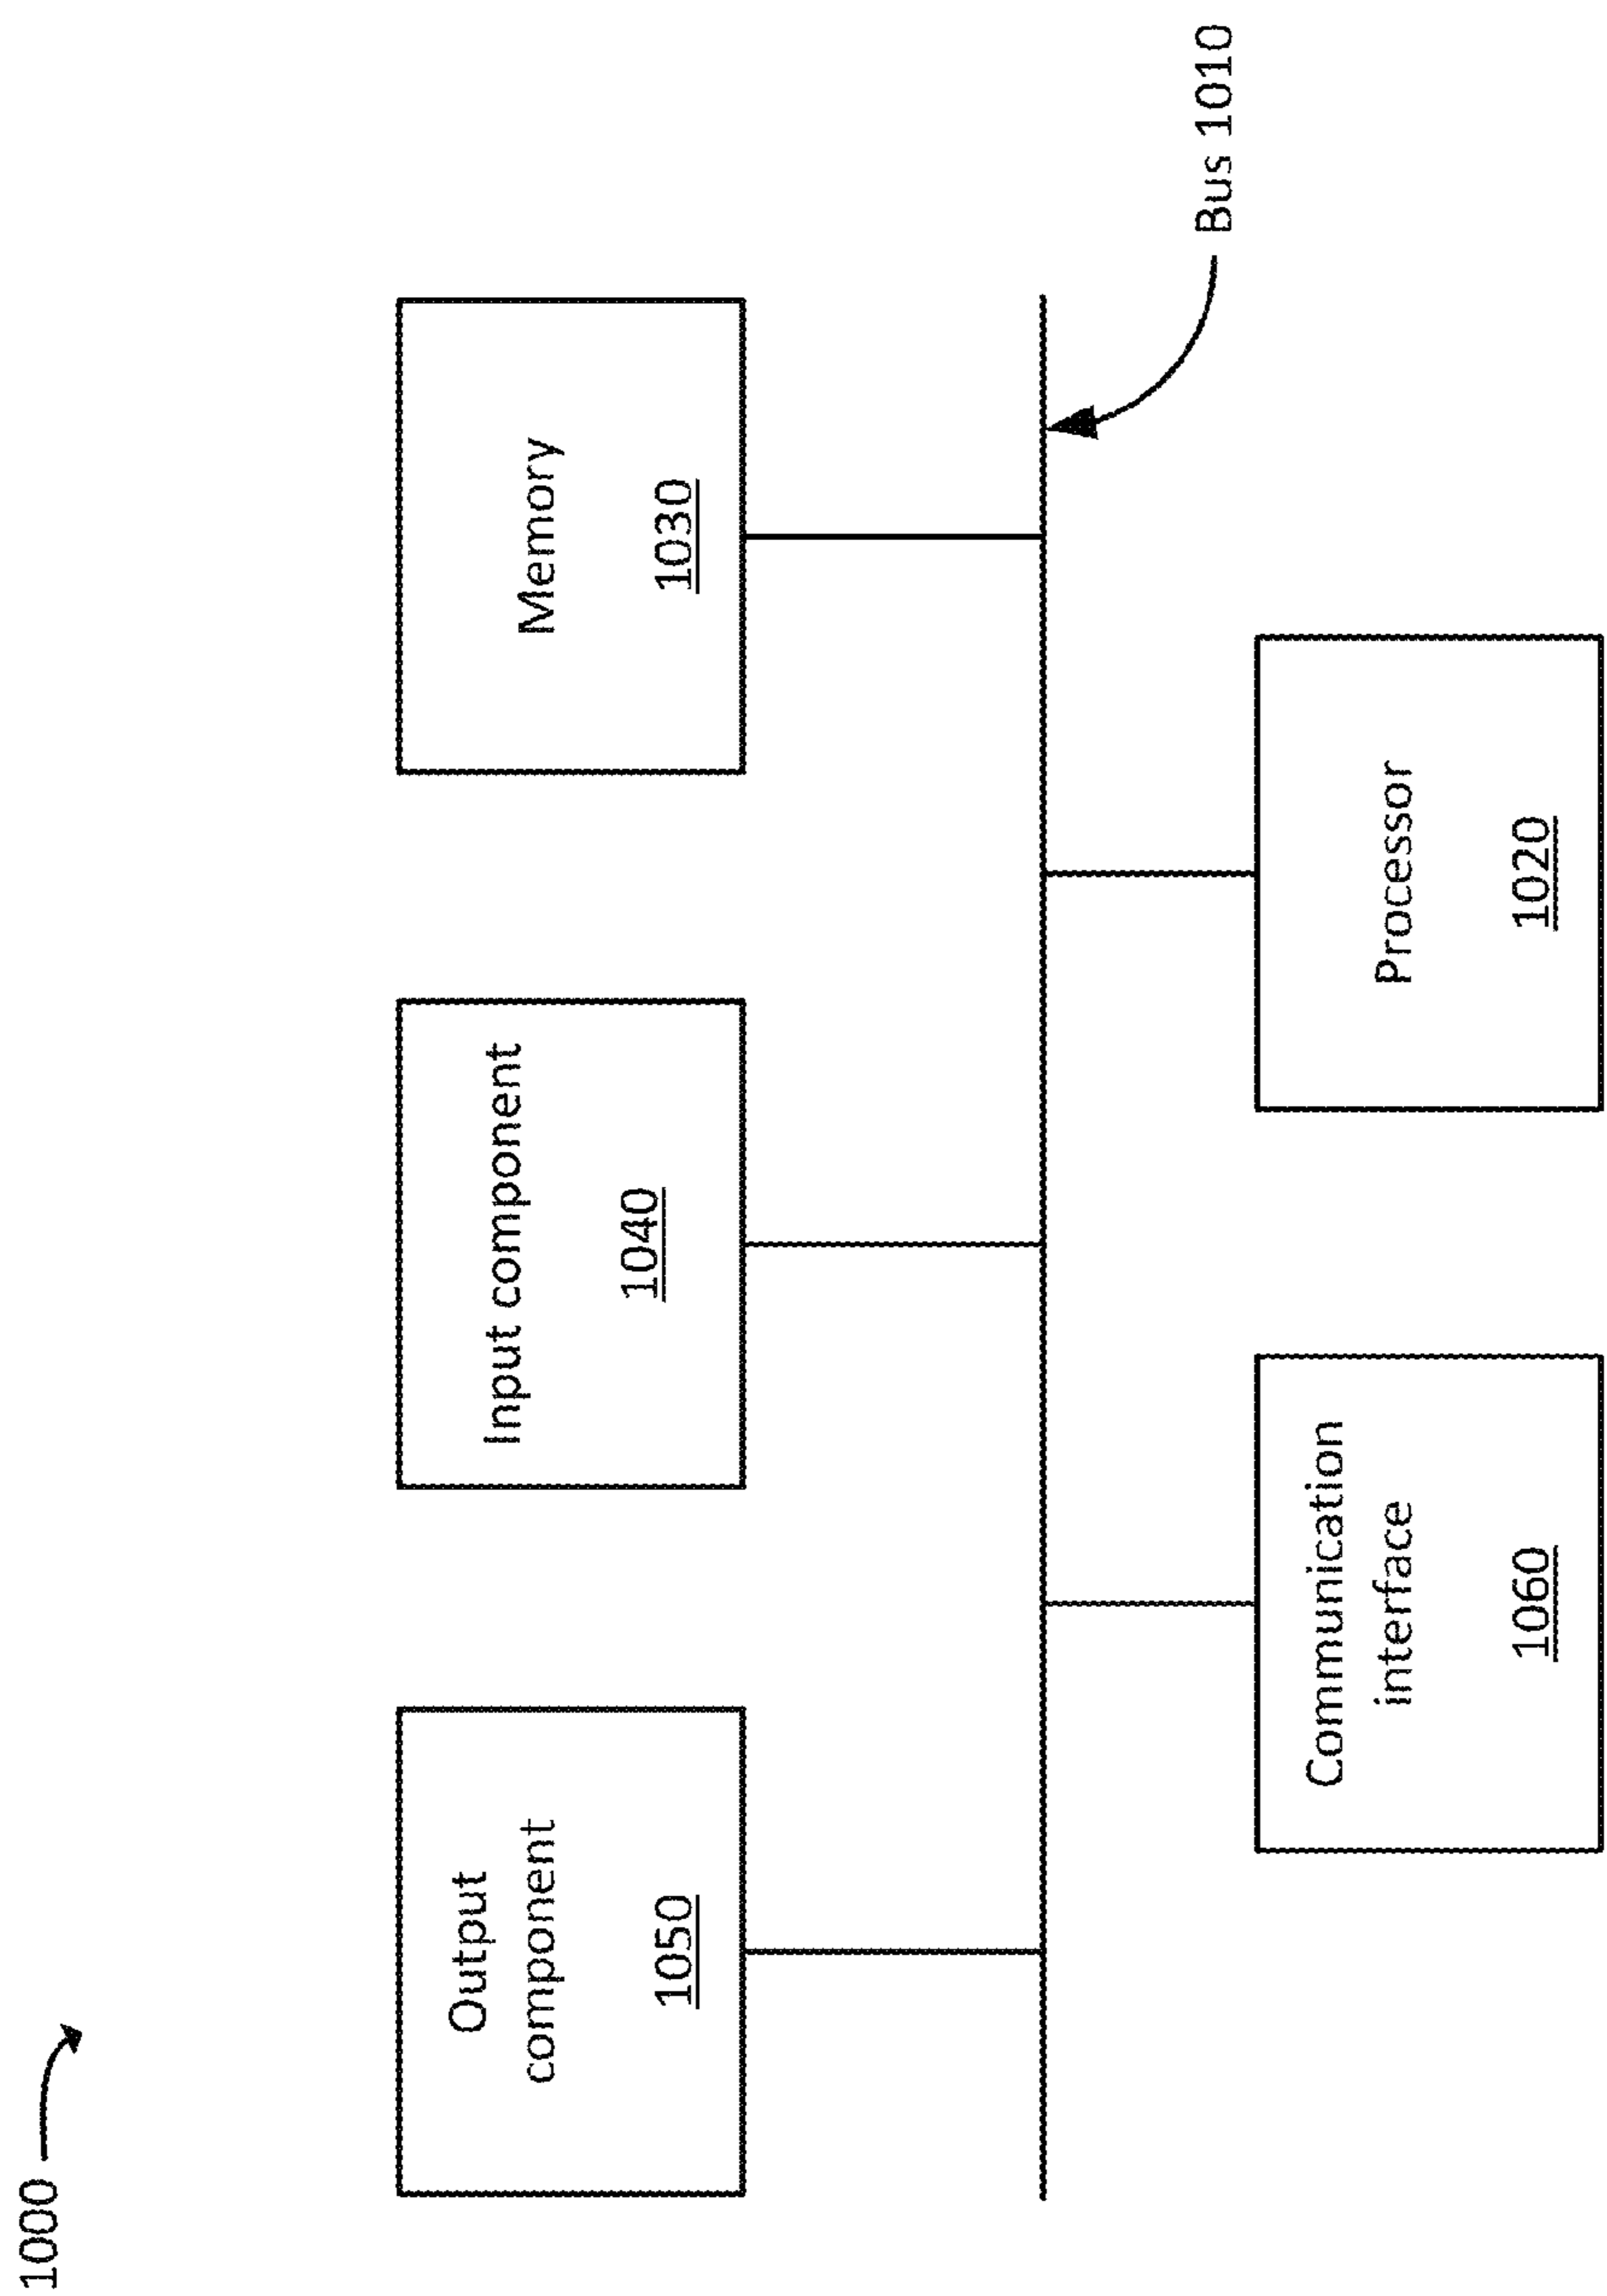 1000
Output
component
1050
Input component
1040
Memory
1030
Bus 1010
Communication
interface
1060
Processor
1020